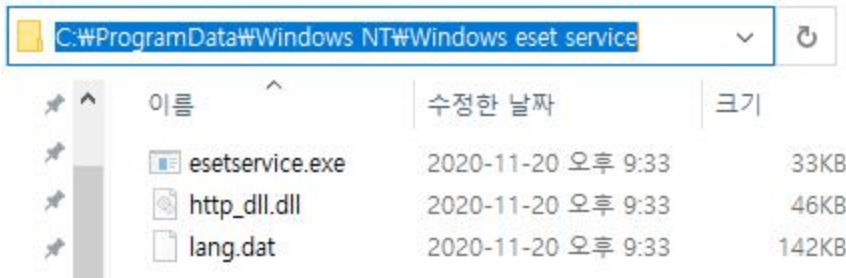 C:₩ProgramData₩Windows NT₩Windows eset service
이름 수정한 날짜 크기
esetservice.exe 2020-11-20 오후 9:33 33KB
http_dll.dll 2020-11-20 오후 9:33 46KB
lang.dat 2020-11-20 오후 9:33 142KB